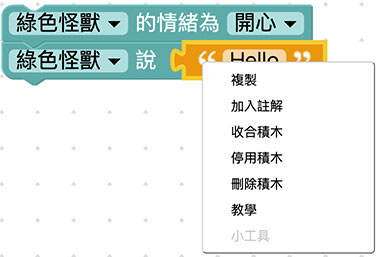 綠色怪獸 的情緒為 開心
綠色怪獸 說 “ Hello ”
複製
加入註解
收合積木
停用積木
刪除積木
教學
小工具